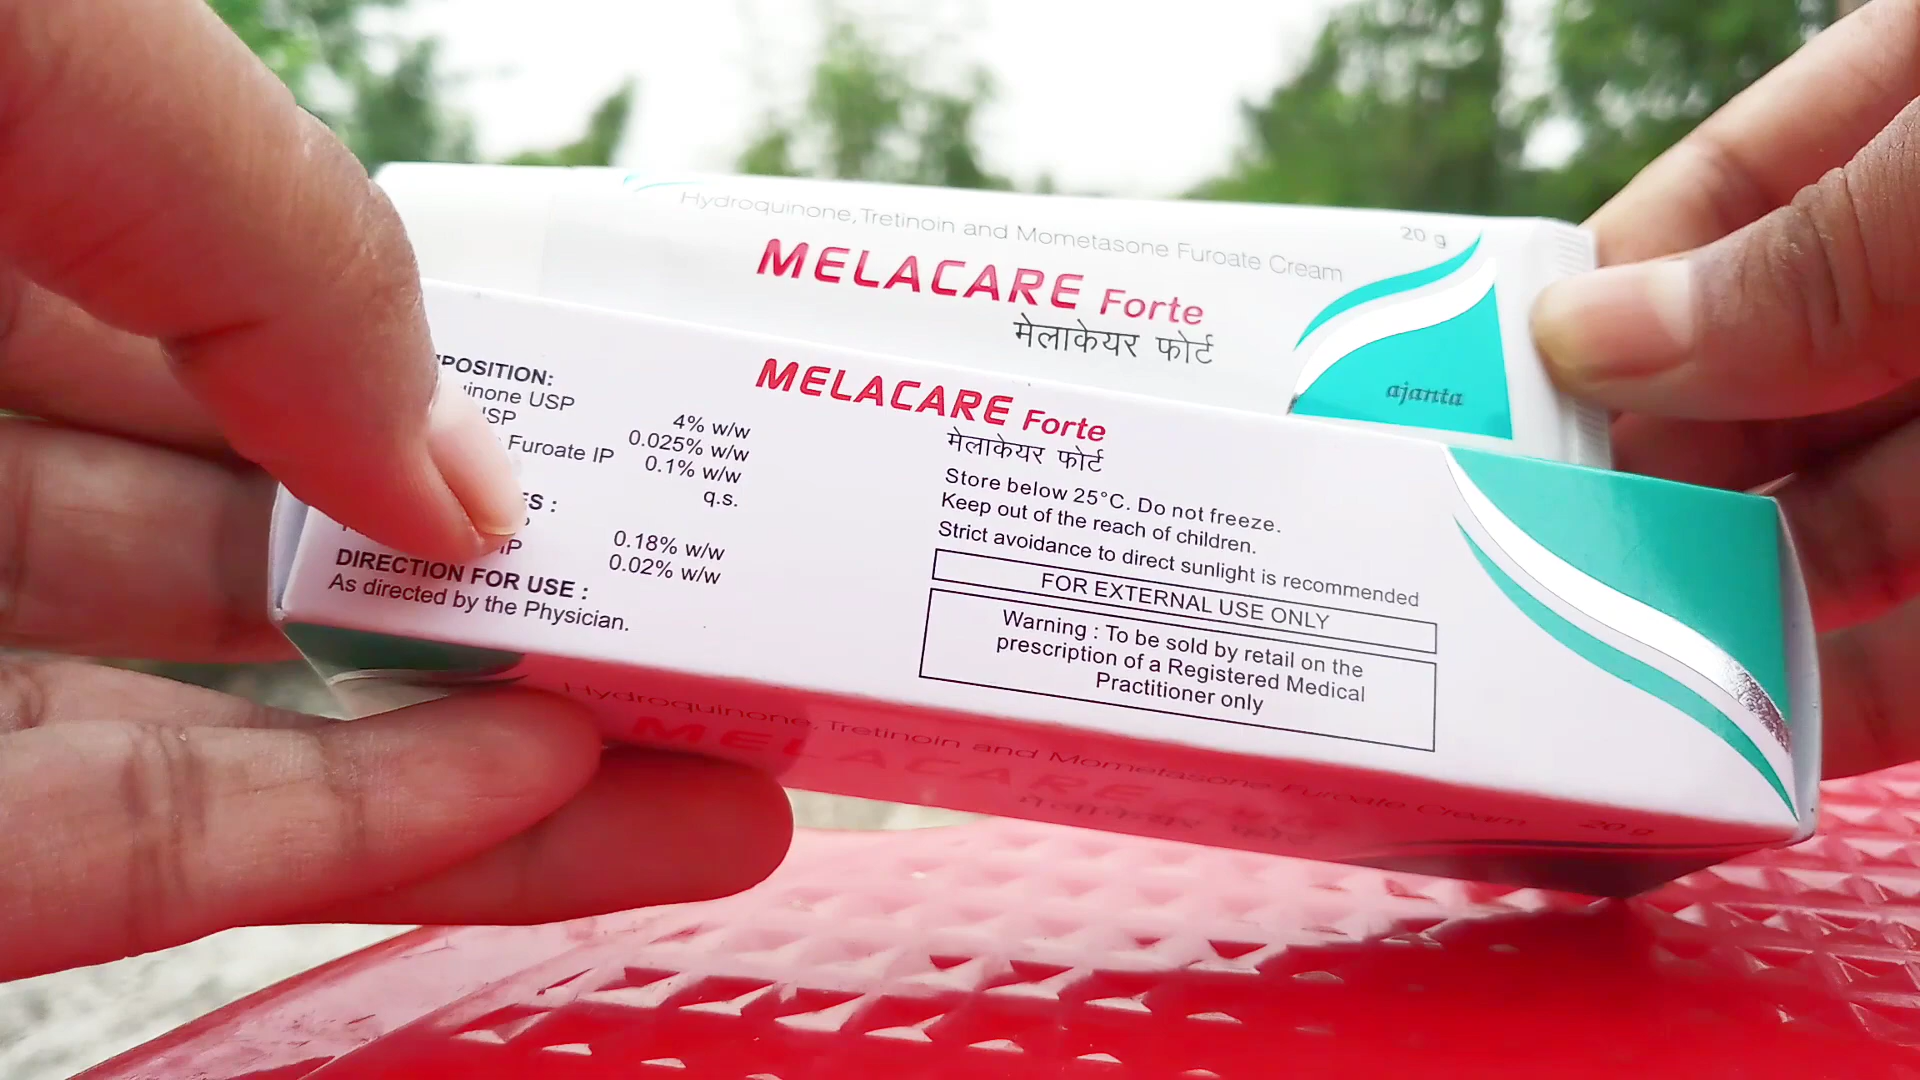 Hydroquinone, Tretinoin and Mometasone Furoate Cream
20 g
MELACARE Forte
मेलाकेयर फोर्ट
ajanta
POSITION:
inone USP 4% w/w
USP 0.025% w/w
Furoate IP 0.1% w/w
q.s.
ES :
0.18% w/w
IP 0.02% w/w
DIRECTION FOR USE :
As directed by the Physician.
MELACARE Forte
मेलाकेयर फोर्ट
Store below 25°C. Do not freeze.
Keep out of the reach of children.
Strict avoidance to direct sunlight is recommended
FOR EXTERNAL USE ONLY
Warning : To be sold by retail on the
prescription of a Registered Medical
Practitioner only
Hydroquinone, Tretinoin and Mometasone Furoate Cream
20 g
MELACARE